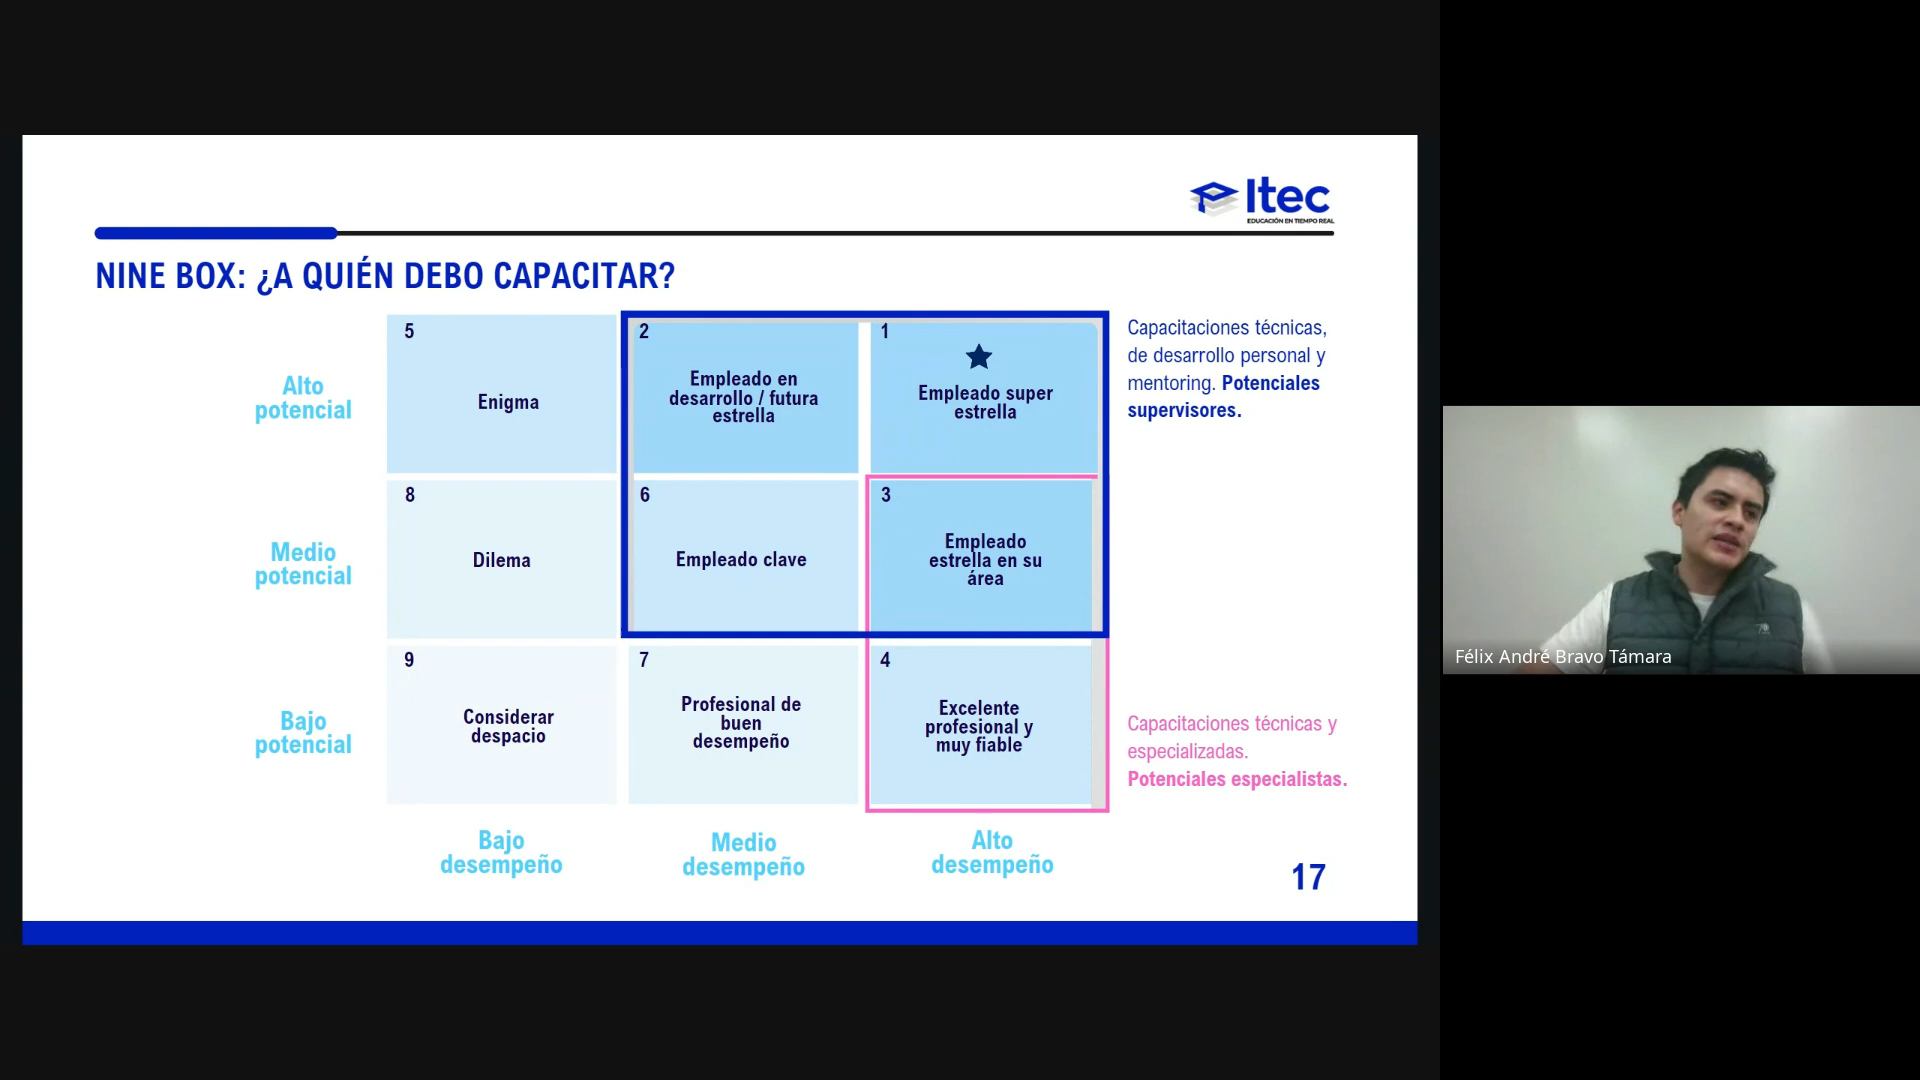 Itec
EDUCACIÓN EN TIEMPO REAL
NINE BOX: ¿A QUIÉN DEBO CAPACITAR?
Alto
potencial
5
Enigma
2
Empleado en
desarrollo / futura
estrella
1
Empleado super
estrella
Capacitaciones técnicas,
de desarrollo personal y
mentoring. Potenciales
supervisores.
Medio
potencial
8
Dilema
6
Empleado clave
3
Empleado
estrella en su
área
Bajo
potencial
9
Considerar
despacio
7
Profesional de
buen
desempeño
4
Excelente
profesional y
muy fiable
Capacitaciones técnicas y
especializadas.
Potenciales especialistas.
Bajo
desempeño
Medio
desempeño
Alto
desempeño
17
Félix André Bravo Támara